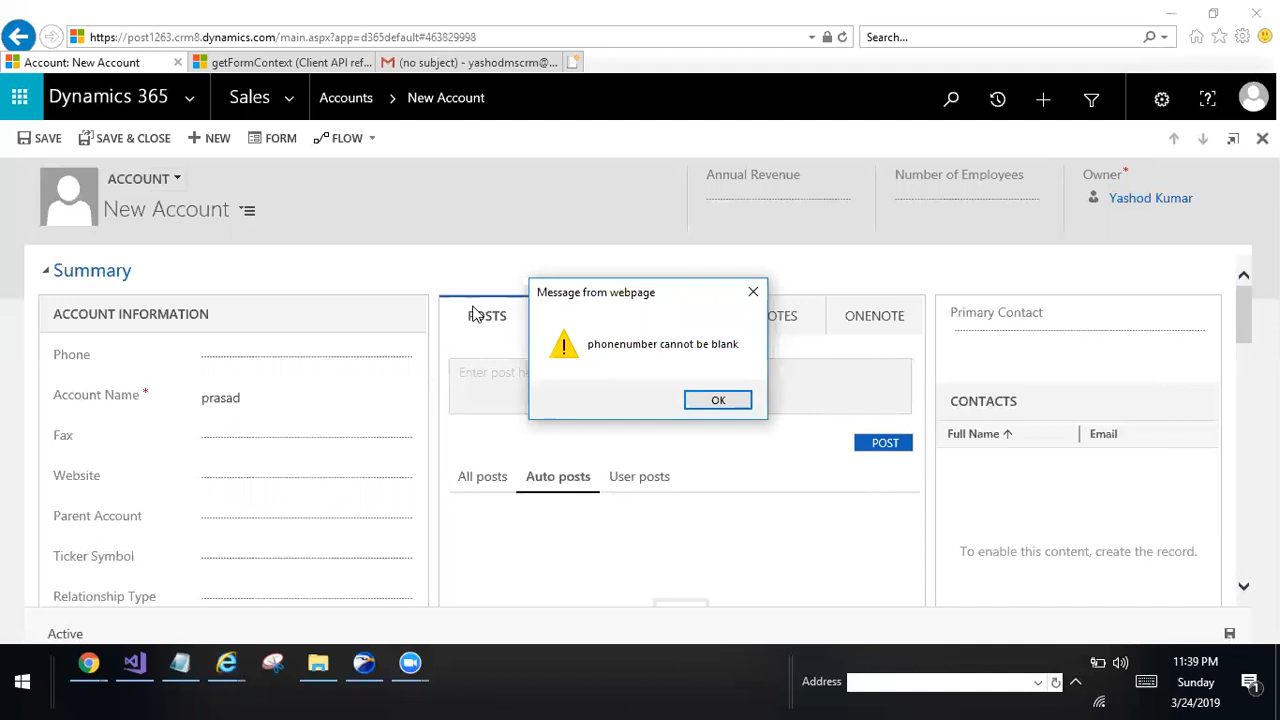 https://post1263.crm8.dynamics.com/main.aspx?app=d365default#463829998
Search...
Account: New Account
getFormContext (Client API ref...
(no subject) - yashodmscrm@...
Dynamics 365
Sales
Accounts > New Account
SAVE
SAVE & CLOSE
NEW
FORM
FLOW
ACCOUNT
New Account
Annual Revenue
Number of Employees
Owner*
Yashod Kumar
Summary
ACCOUNT INFORMATION
Phone
Account Name *
prasad
Fax
Website
Parent Account
Ticker Symbol
Relationship Type
POSTS
OTES
ONENOTE
Enter post he
POST
All posts
Auto posts
User posts
Message from webpage
phonenumber cannot be blank
OK
Primary Contact
CONTACTS
Full Name ↑
Email
To enable this content, create the record.
Active
Address
11:39 PM
Sunday
3/24/2019
1